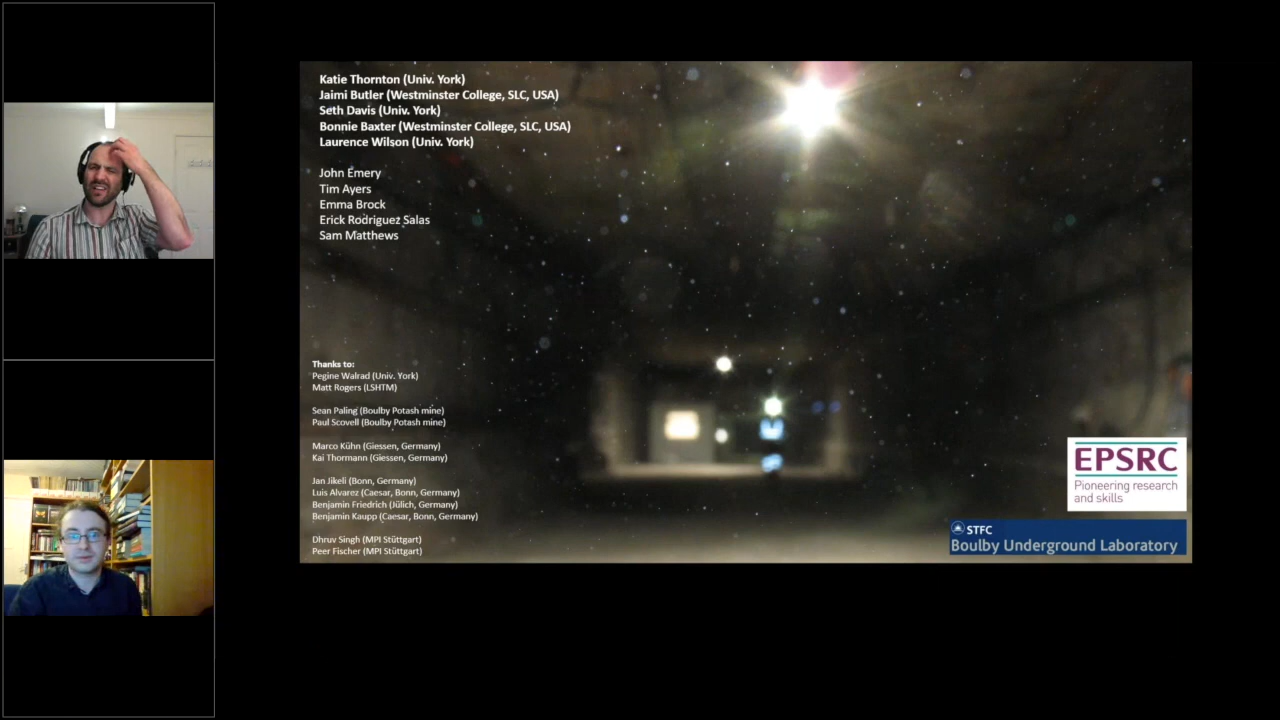 Katie Thornton (Univ. York)
Jaimi Butler (Westminster College, SLC, USA)
Seth Davis (Univ. York)
Bonnie Baxter (Westminster College, SLC, USA)
Laurence Wilson (Univ. York)
John Emery
Tim Ayers
Emma Brock
Erick Rodriguez Salas
Sam Matthews
Thanks to:
Pegine Walrad (Univ. York)
Matt Rogers (LSHTM)
Sean Paling (Boulby Potash mine)
Paul Scovell (Boulby Potash mine)
Marco Kühn (Giessen, Germany)
Kai Thormann (Giessen, Germany)
Jan Jikeli (Bonn, Germany)
Luis Alvarez (Caesar, Bonn, Germany)
Benjamin Friedrich (Jülich, Germany)
Benjamin Kaupp (Caesar, Bonn, Germany)
Dhruv Singh (MPI Stüttgart)
Peer Fischer (MPI Stüttgart)
EPSRC
Pioneering research
and skills
STFC
Boulby Underground Laboratory